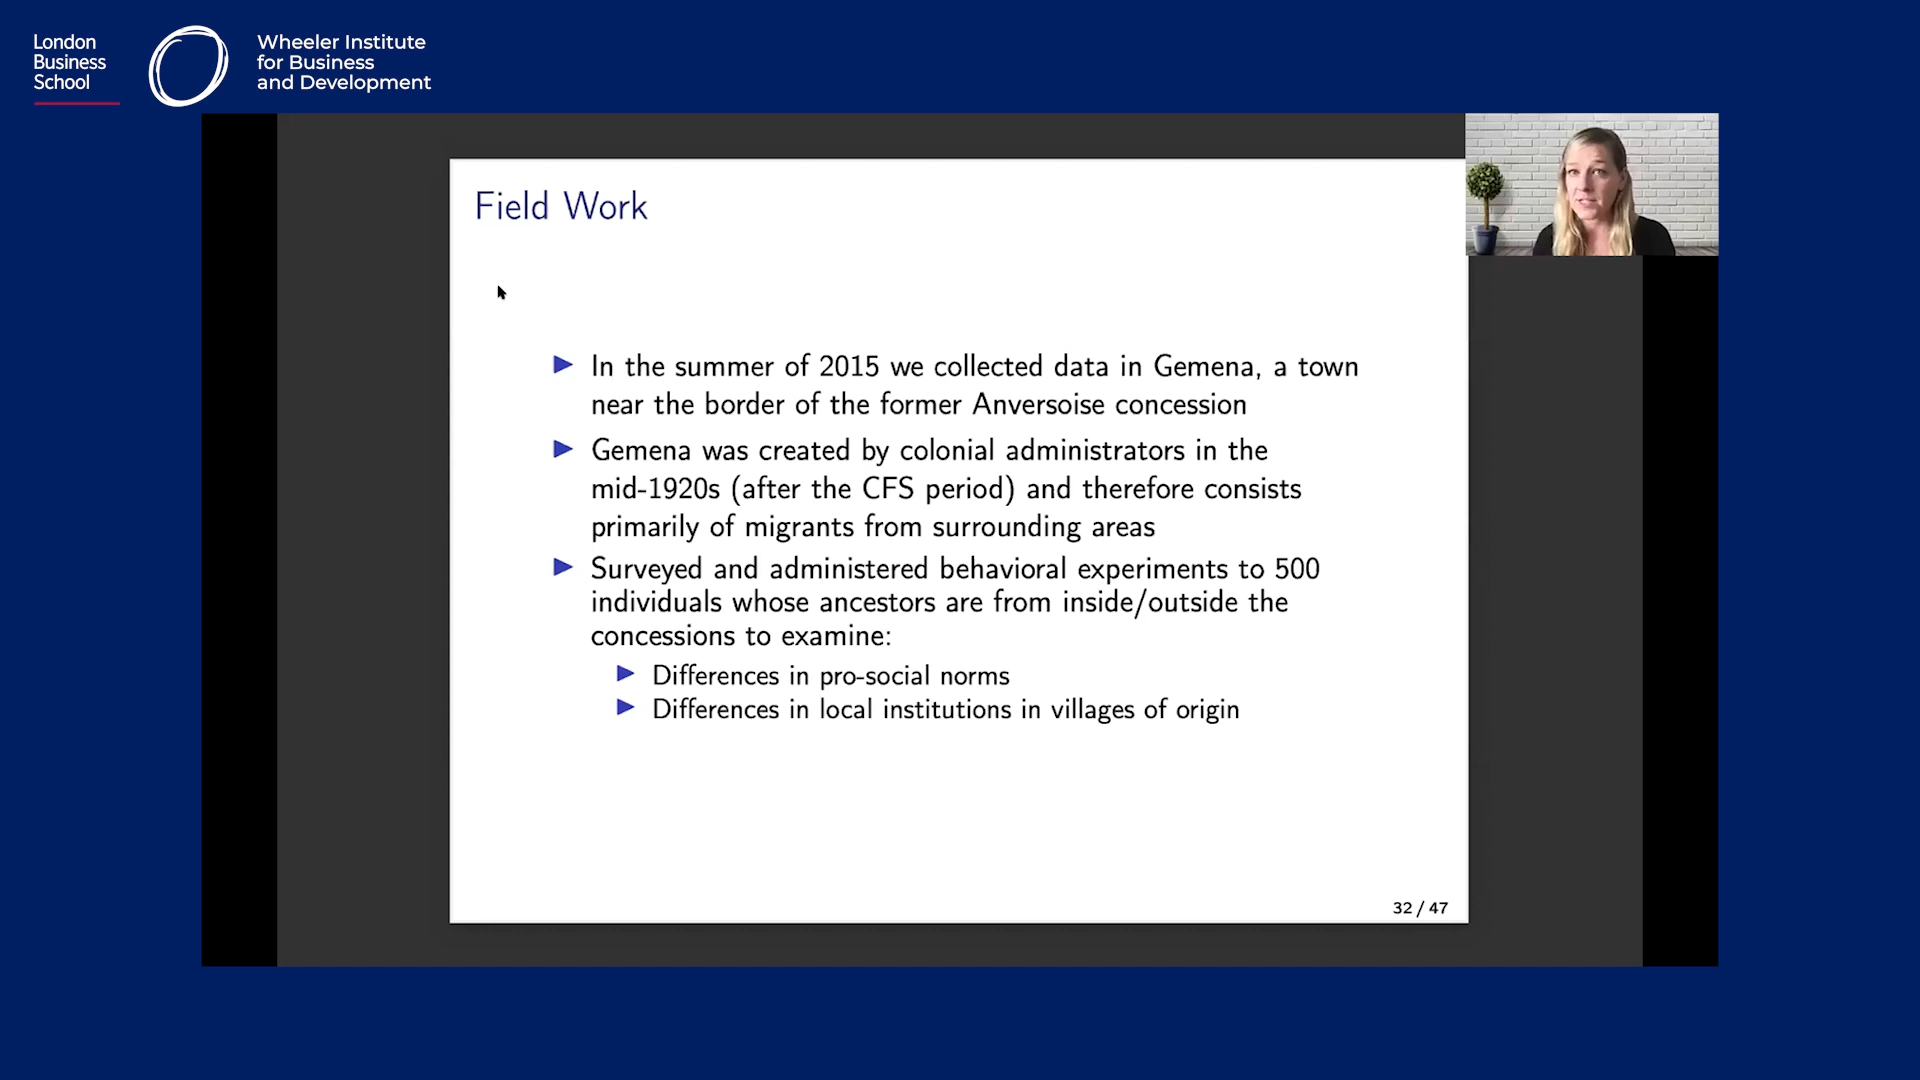 London
Business
School
Wheeler Institute
for Business
and Development
Field Work
In the summer of 2015 we collected data in Gemena, a town
near the border of the former Anversoise concession
Gemena was created by colonial administrators in the
mid-1920s (after the CFS period) and therefore consists
primarily of migrants from surrounding areas
Surveyed and administered behavioral experiments to 500
individuals whose ancestors are from inside/outside the
concessions to examine:
Differences in pro-social norms
Differences in local institutions in villages of origin
32 / 47